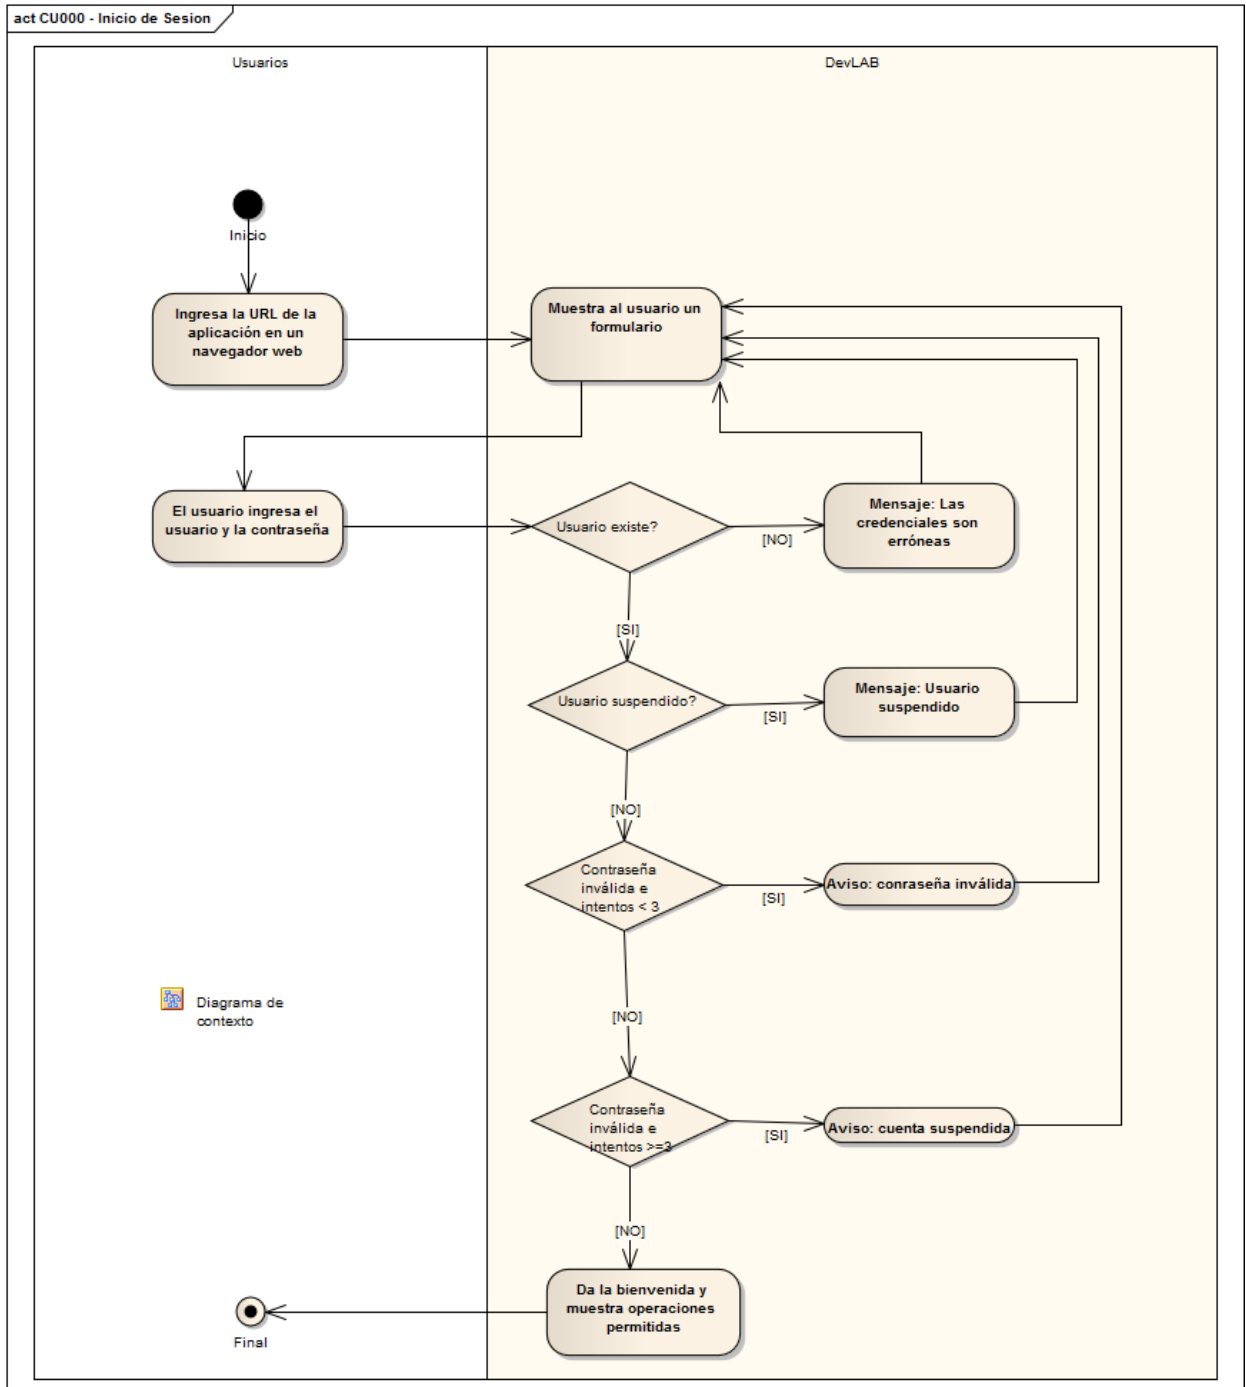 act CU000 - Inicio de Sesion
Usuarios
DevLAB
Inicio
Ingresa la URL de la
aplicación en un
navegador web
Muestra al usuario un
formulario
El usuario ingresa el
usuario y la contraseña
Usuario existe?
[NO]
Mensaje: Las
credenciales son
erróneas
[SI]
Usuario suspendido?
[SI]
Mensaje: Usuario
suspendido
[NO]
Contraseña
inválida e
intentos < 3
[SI]
Aviso: conraseña inválida
Diagrama de
contexto
[NO]
Contraseña
inválida e
intentos >=3
[SI]
Aviso: cuenta suspendida
[NO]
Da la bienvenida y
muestra operaciones
permitidas
Final